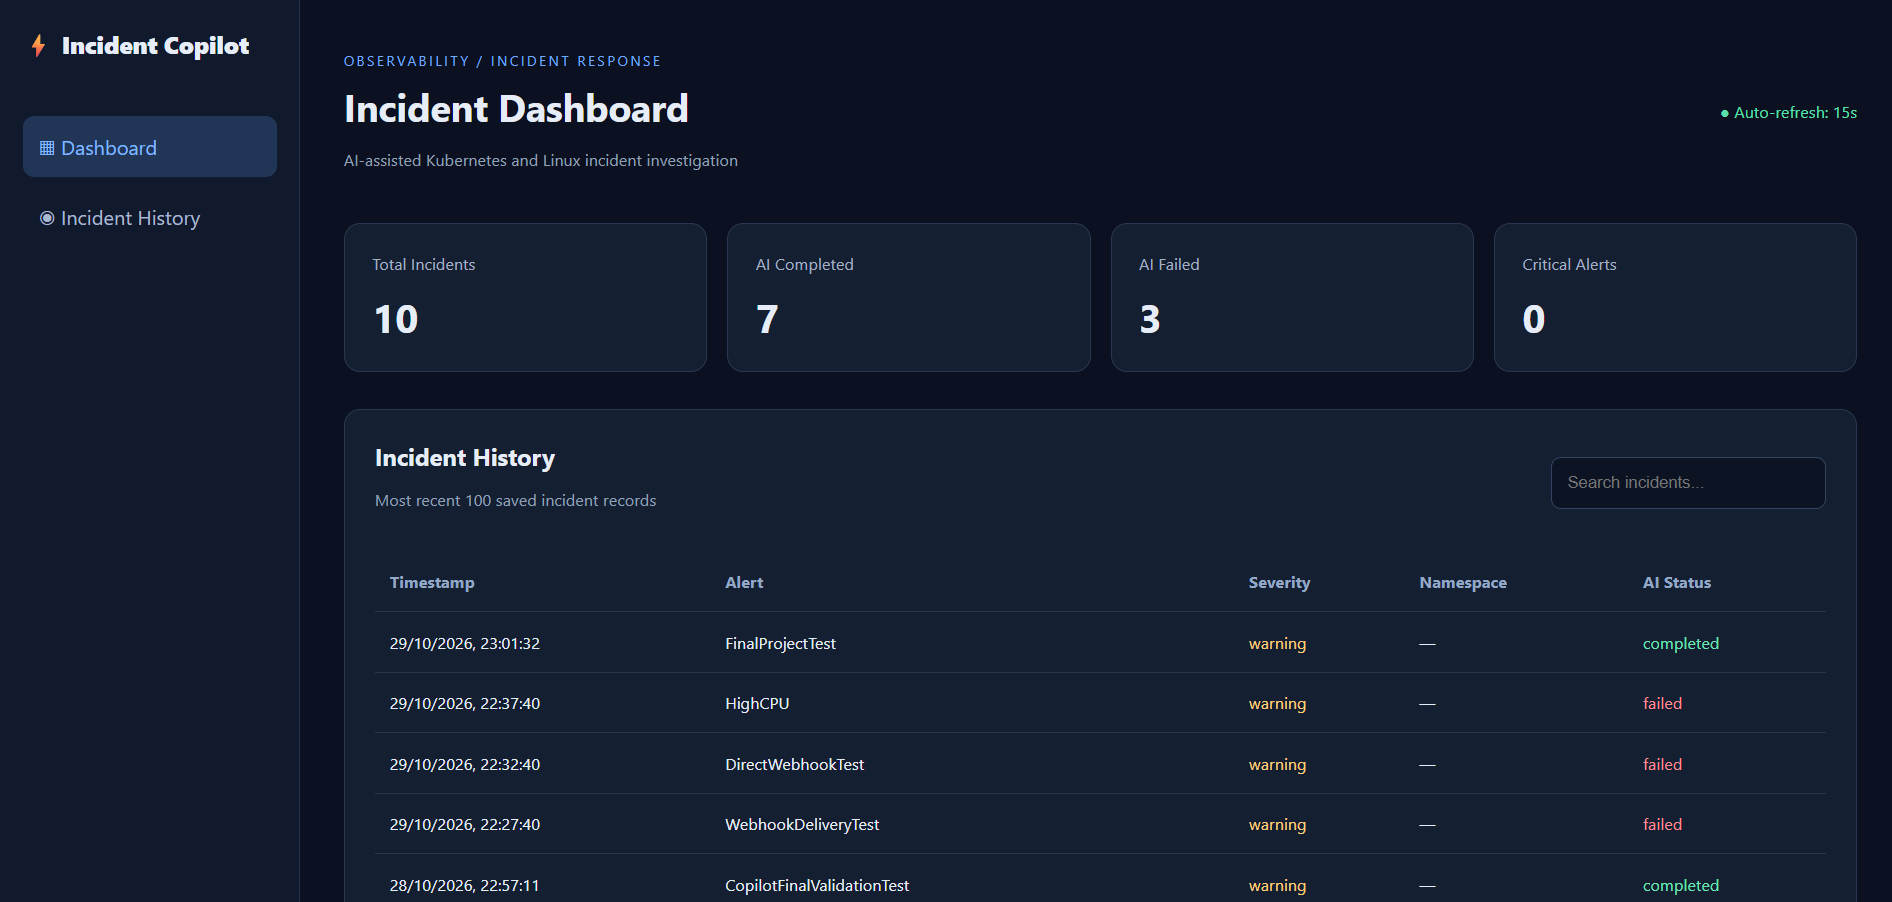 Incident Copilot
Dashboard
Incident History
OBSERVABILITY / INCIDENT RESPONSE
Incident Dashboard
AI-assisted Kubernetes and Linux incident investigation
● Auto-refresh: 15s
Total Incidents
10
AI Completed
7
AI Failed
3
Critical Alerts
0
Incident History
Most recent 100 saved incident records
Search incidents...
Timestamp Alert Severity Namespace AI Status
29/10/2026, 23:01:32 FinalProjectTest warning — completed
29/10/2026, 22:37:40 HighCPU warning — failed
29/10/2026, 22:32:40 DirectWebhookTest warning — failed
29/10/2026, 22:27:40 WebhookDeliveryTest warning — failed
28/10/2026, 22:57:11 CopilotFinalValidationTest warning — completed